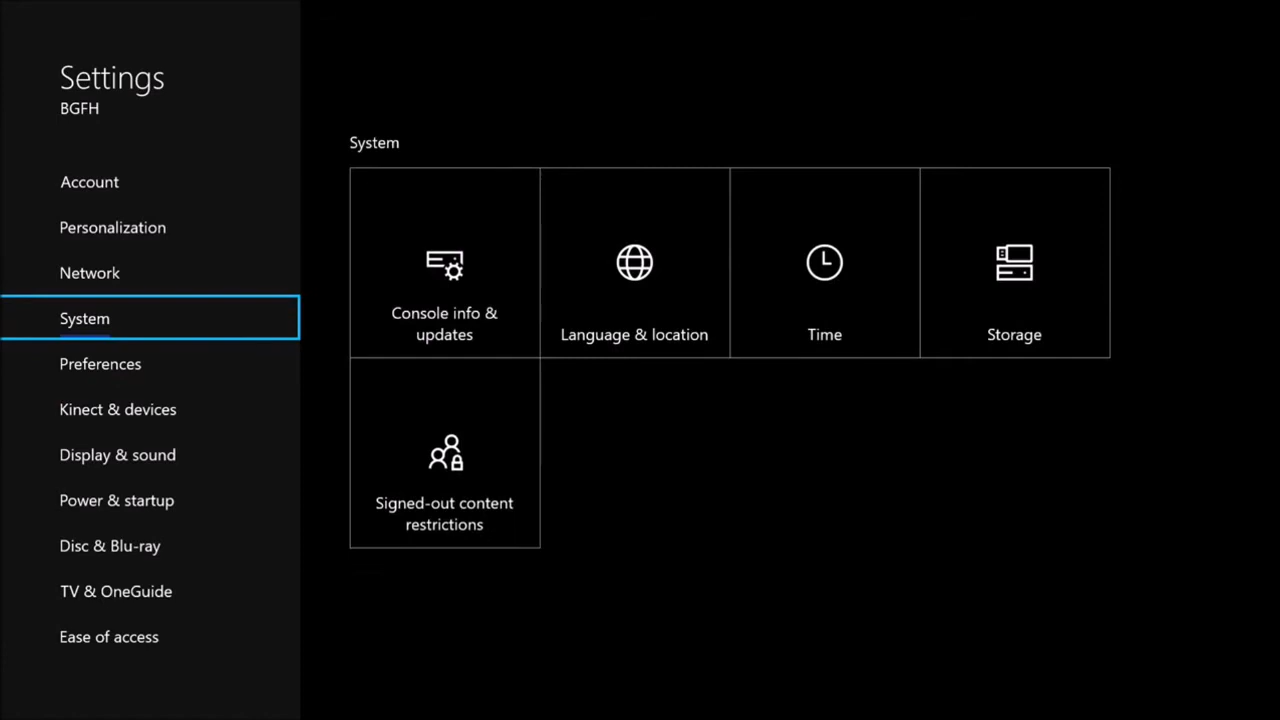 Settings
BGFH
Account
Personalization
Network
System
Preferences
Kinect & devices
Display & sound
Power & startup
Disc & Blu-ray
TV & OneGuide
Ease of access
System
Console info &
updates
Language & location
Time
Storage
Signed-out content
restrictions